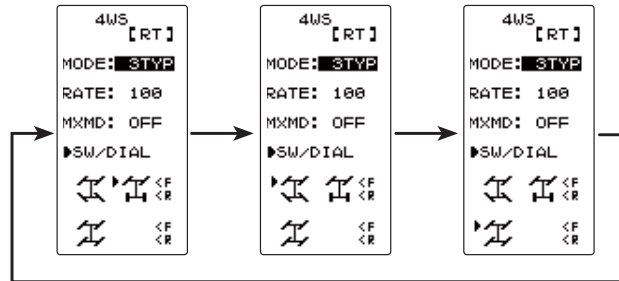 4WS
[RT]
MODE: 3TYP
RATE: 100
MXMD: OFF
▶SW/DIAL
<F
<R
<F
<R
4WS
[RT]
MODE: 3TYP
RATE: 100
MXMD: OFF
▶SW/DIAL
<F
<R
<F
<R
4WS
[RT]
MODE: 3TYP
RATE: 100
MXMD: OFF
▶SW/DIAL
<F
<R
<F
<R